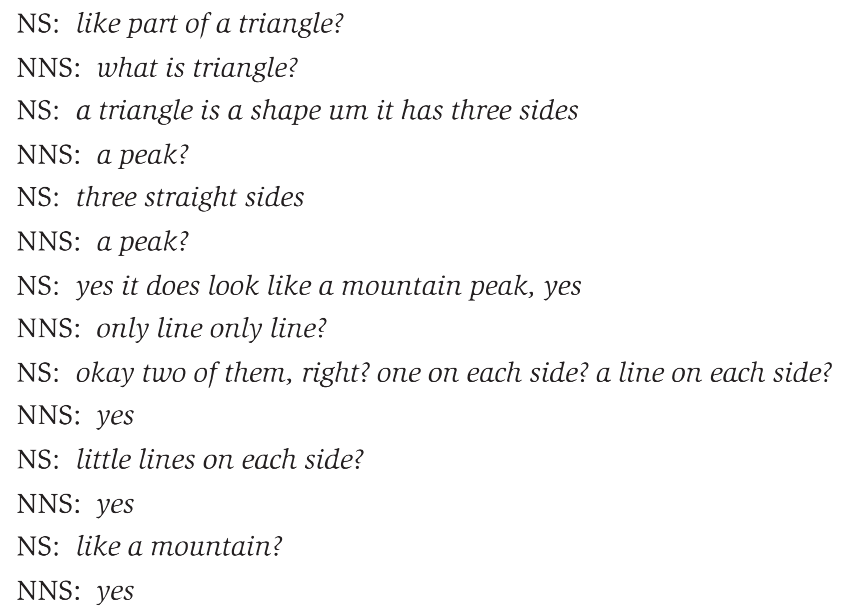 NS: like part of a triangle?
NNS: what is triangle?
NS: a triangle is a shape um it has three sides
NNS: a peak?
NS: three straight sides
NNS: a peak?
NS: yes it does look like a mountain peak, yes
NNS: only line only line?
NS: okay two of them, right? one on each side? a line on each side?
NNS: yes
NS: little lines on each side?
NNS: yes
NS: like a mountain?
NNS: yes